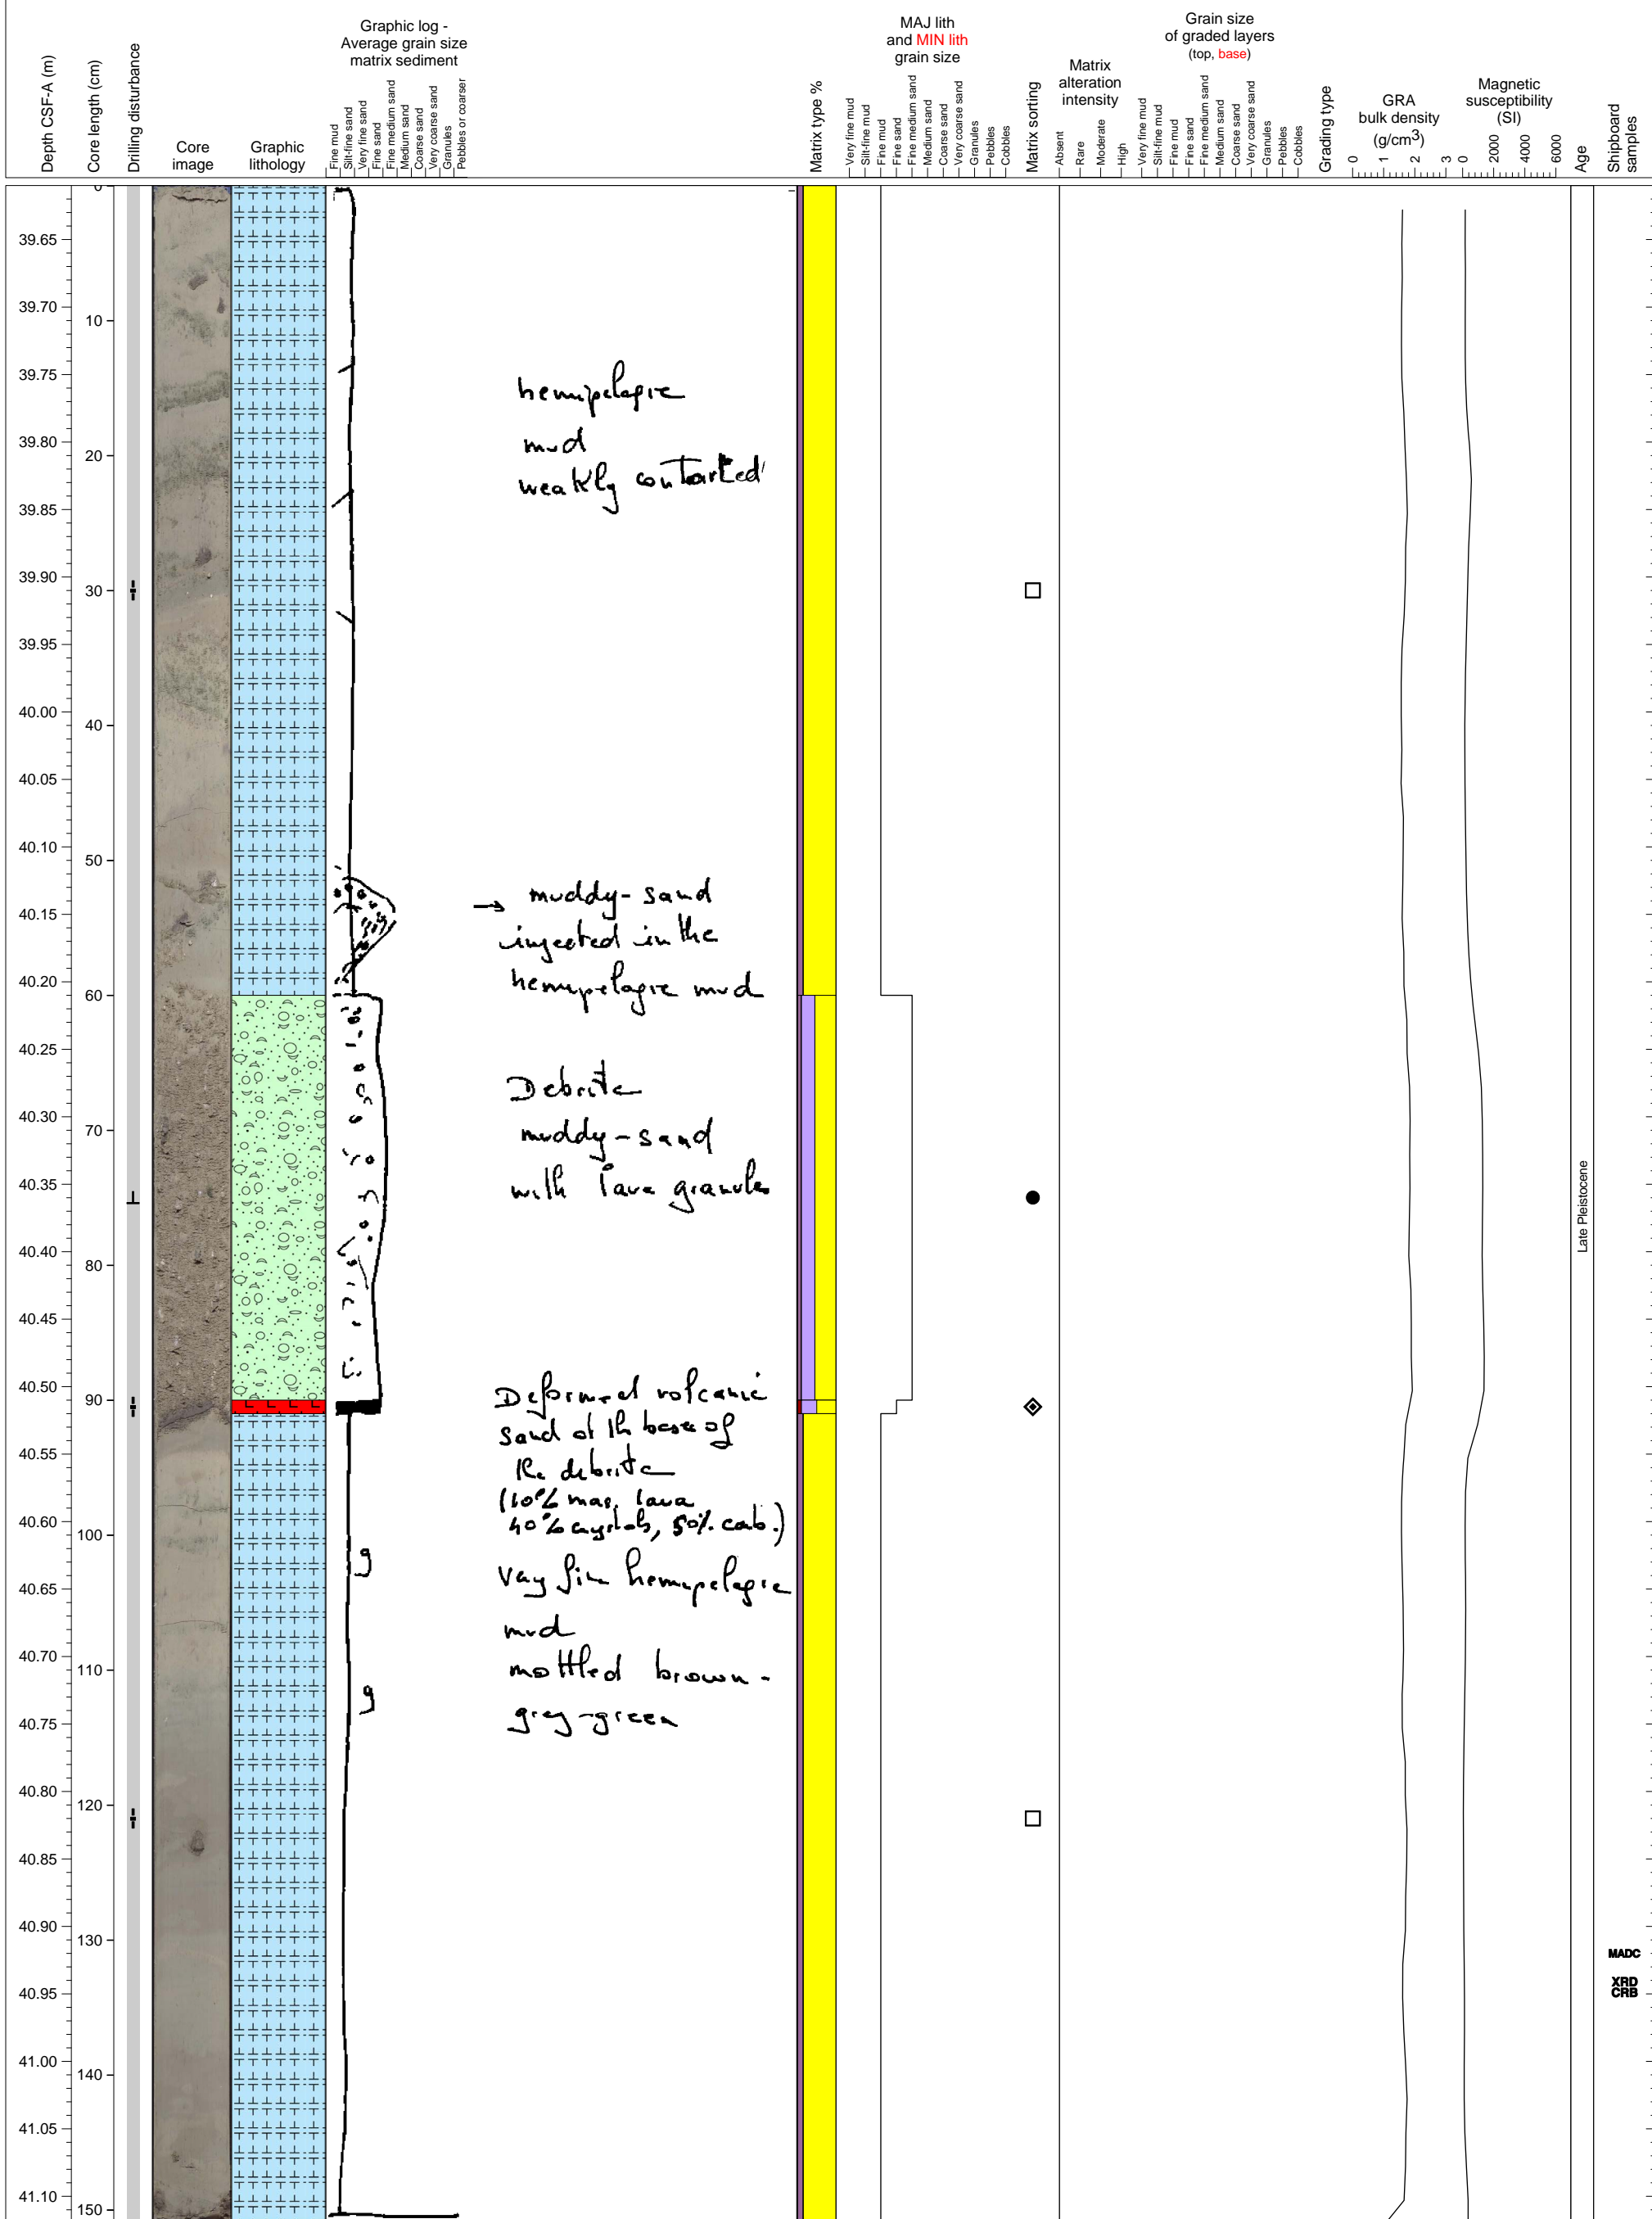 Depth CSF-A (m)
Core length (cm)
Drilling disturbance
Core
image
Graphic
lithology
Graphic log -
Average grain size
matrix sediment
Fine mud
Silt-fine sand
Very fine sand
Fine sand
Fine medium sand
Medium sand
Coarse sand
Very coarse sand
Granules
Pebbles or coarser
Matrix type %
MAJ lith
and MIN lith
grain size
Very fine mud
Silt-fine mud
Fine mud
Fine sand
Fine medium sand
Medium sand
Coarse sand
Very coarse sand
Granules
Pebbles
Cobbles
Matrix sorting
Matrix
alteration
intensity
Absent
Rare
Moderate
High
Grain size
of graded layers
(top, base)
Very fine mud
Silt-fine mud
Fine mud
Fine sand
Fine medium sand
Medium sand
Coarse sand
Very coarse sand
Granules
Pebbles
Cobbles
Grading type
GRA
bulk density
(g/cm3)
0 1 2 3
Magnetic
susceptibility
(SI)
0 2000 4000 6000
Age
Shipboard
samples
0
39.65
39.70
10
39.75
39.80
20
39.85
39.90
30
39.95
40.00
40
40.05
40.10
50
40.15
40.20
60
40.25
40.30
70
40.35
40.40
80
40.45
40.50
90
40.55
40.60
100
40.65
40.70
110
40.75
40.80
120
40.85
40.90
130
40.95
41.00
140
41.05
41.10
150
hemipelagic
mud
weakly contorted
→ muddy-sand
injected in the
hemipelagic mud
Debrite
muddy-sand
with lava granules
Deformed volcanic
sand at the base of
the debrite
(10% lava
40% crystals, 50% carb.)
very fine hemipelagic
mud
mottled brown-
grey-green
Late Pleistocene
MADC
XRD
CRB